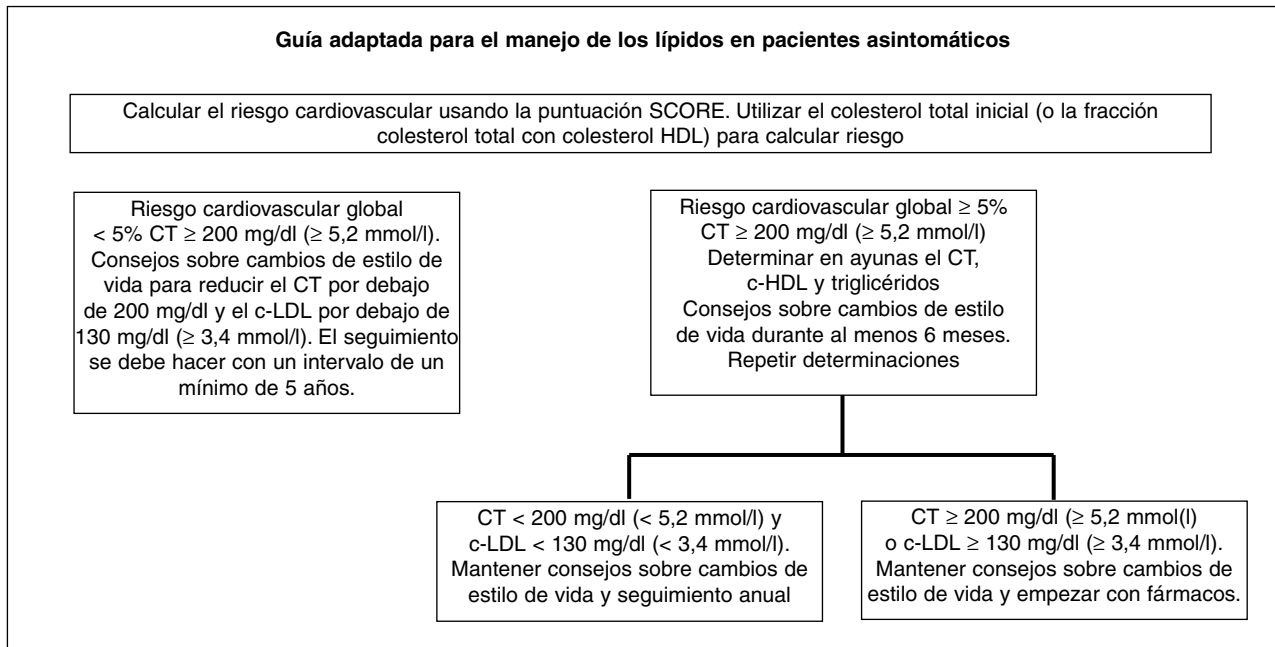 Guía adaptada para el manejo de los lípidos en pacientes asintomáticos
Calcular el riesgo cardiovascular usando la puntuación SCORE. Utilizar el colesterol total inicial (o la fracción
colesterol total con colesterol HDL) para calcular riesgo
Riesgo cardiovascular global
< 5% CT ≥ 200 mg/dl (≥ 5,2 mmol/l).
Consejos sobre cambios de estilo de
vida para reducir el CT por debajo
de 200 mg/dl y el c-LDL por debajo de
130 mg/dl (≥ 3,4 mmol/l). El seguimiento
se debe hacer con un intervalo de un
mínimo de 5 años.
Riesgo cardiovascular global ≥ 5%
CT ≥ 200 mg/dl (≥ 5,2 mmol/l)
Determinar en ayunas el CT,
c-HDL y triglicéridos
Consejos sobre cambios de estilo
de vida durante al menos 6 meses.
Repetir determinaciones
CT < 200 mg/dl (< 5,2 mmol/l) y
c-LDL < 130 mg/dl (< 3,4 mmol/l).
Mantener consejos sobre cambios de
estilo de vida y seguimiento anual
CT ≥ 200 mg/dl (≥ 5,2 mmol(l)
o c-LDL ≥ 130 mg/dl (≥ 3,4 mmol/l).
Mantener consejos sobre cambios de
estilo de vida y empezar con fármacos.